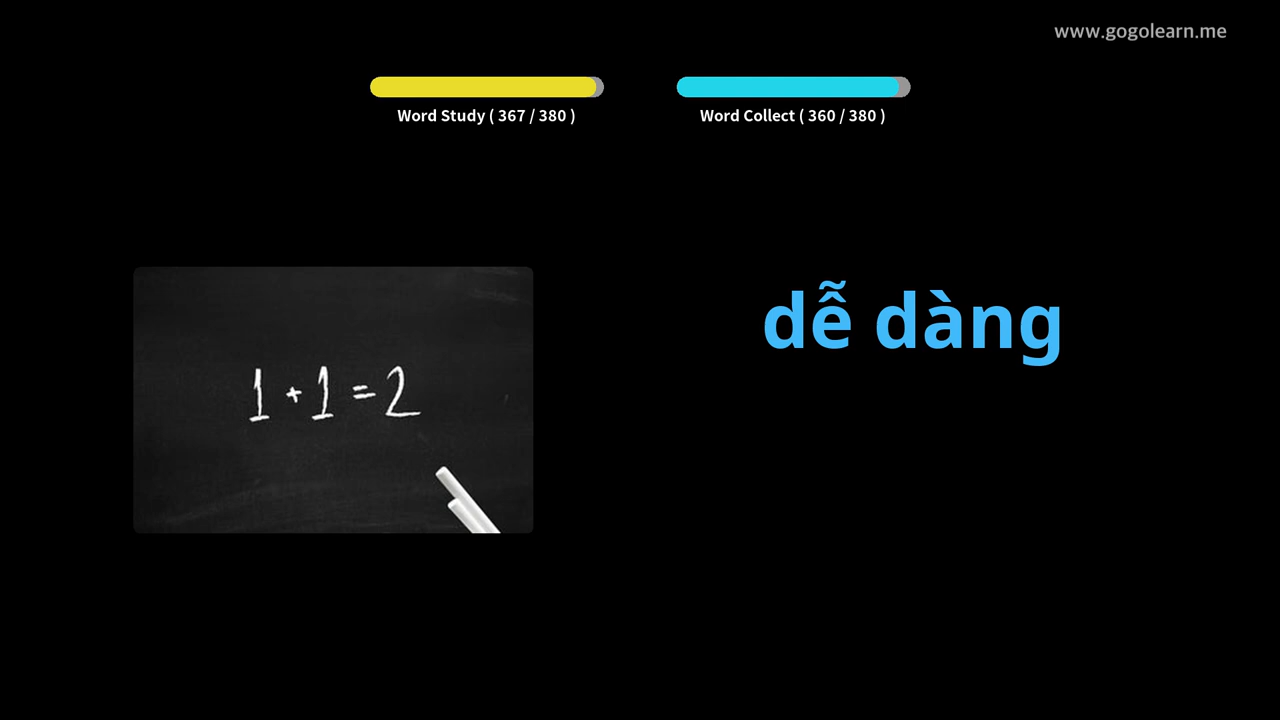 www.gogolearn.me
Word Study ( 367 / 380 )
Word Collect ( 360 / 380 )
dễ dàng
1 + 1 = 2